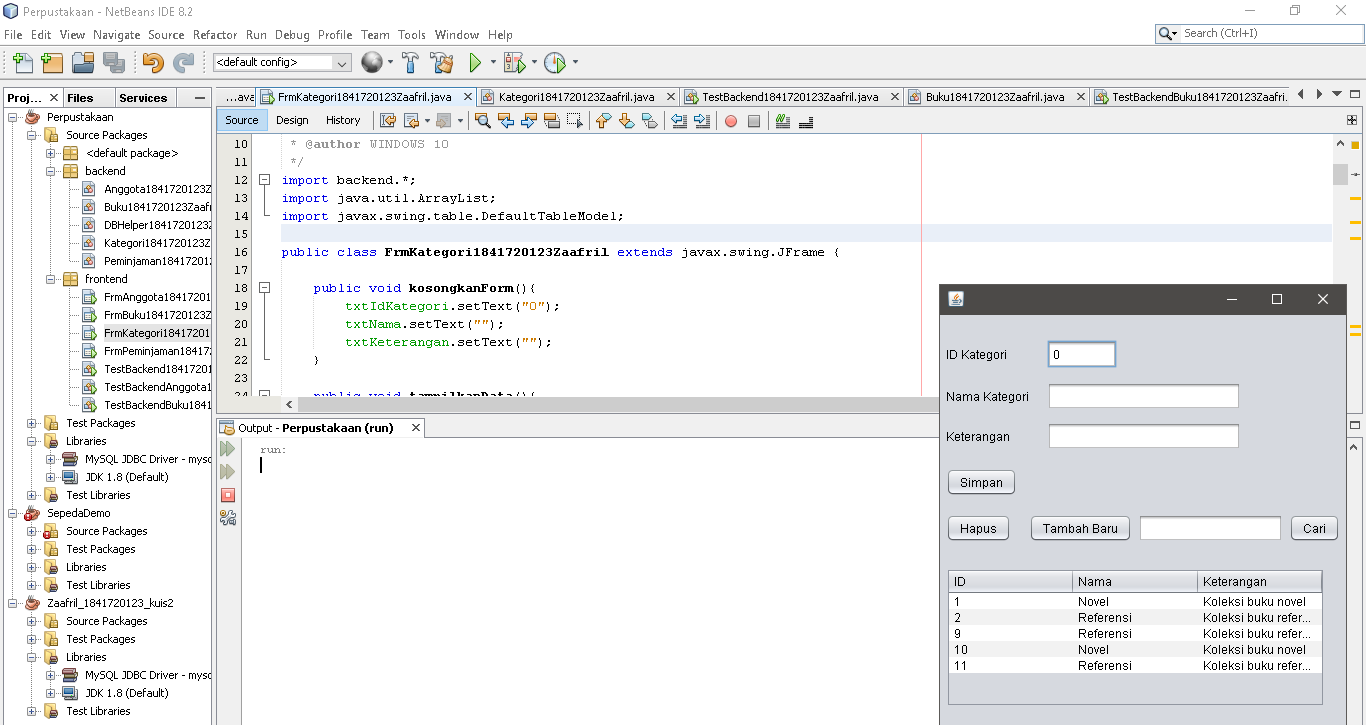 Perpustakaan - NetBeans IDE 8.2
File Edit View Navigate Source Refactor Run Debug Profile Team Tools Window Help
Search (Ctrl+I)
<default config>
Proj... Files Services
Perpustakaan
Source Packages
<default package>
backend
Anggota1841720123Z
Buku1841720123Zaafr
DBHelper1841720123Z
Kategori1841720123Z
Peminjaman18417201
frontend
FrmAnggota18417201
FrmBuku1841720123Z
FrmKategori1841720 1
FrmPeminjaman18417
TestBackend1841720
TestBackendAnggota1
TestBackendBuku1841
Test Packages
Libraries
MySQL JDBC Driver - mysq
JDK 1.8 (Default)
Test Libraries
SepedaDemo
Source Packages
Test Packages
Libraries
Test Libraries
Zaafril_1841720123_kuis2
Source Packages
Test Packages
Libraries
MySQL JDBC Driver - mysq
JDK 1.8 (Default)
Test Libraries
...ava FrmKategori1841720123Zaafril.java Kategori1841720123Zaafril.java TestBackend1841720123Zaafril.java Buku1841720123Zaafril.java TestBackendBuku1841720123Zaafri...
Source Design History
10 * @author WINDOWS 10
11 */
12 import backend.*;
13 import java.util.ArrayList;
14 import javax.swing.table.DefaultTableModel;
15
16 public class FrmKategori1841720123Zaafril extends javax.swing.JFrame {
17
18 public void kosongkanForm(){
19 txtIdKategori.setText("0");
20 txtNama.setText("");
21 txtKeterangan.setText("");
22 }
23
24 public void tampilkanData(){
Output - Perpustakaan (run)
run:
ID Kategori 0
Nama Kategori
Keterangan
Simpan
Hapus Tambah Baru Cari
ID Nama Keterangan
1 Novel Koleksi buku novel
2 Referensi Koleksi buku refer...
9 Referensi Koleksi buku refer...
10 Novel Koleksi buku novel
11 Referensi Koleksi buku refer...